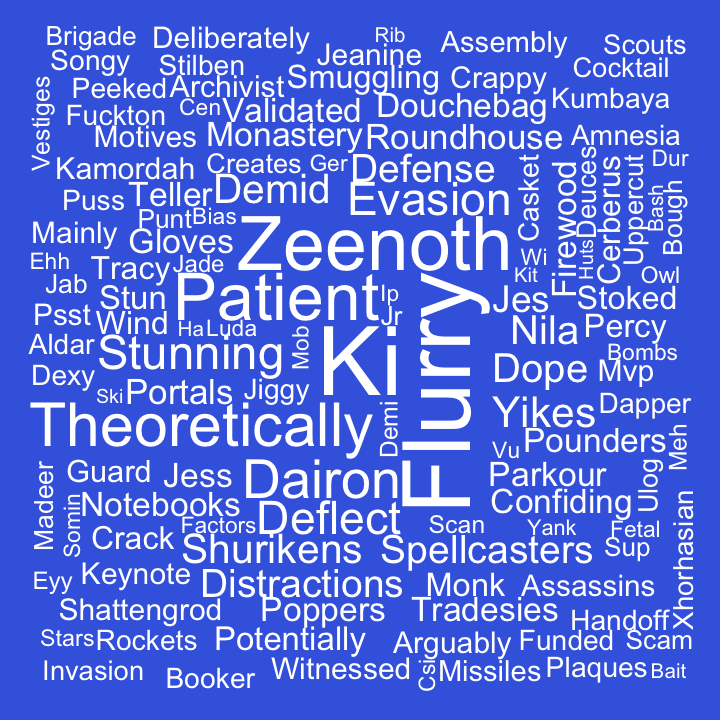 Brigade
Deliberately
Rib
Jeanine
Assembly
Scouts
Songy
Stilben
Smuggling
Crappy
Cocktail
Peeked
Archivist
Kumbaya
Vestiges
Fuckton
Cen
Validated
Douchebag
Motives
Monastery
Roundhouse
Amnesia
Kamordah
Creates
Ger
Defense
Casket
Firewood
Deuces
Cerberus
Uppercut
Dur
Bash
Bough
Puss
Teller
Demid
Evasion
Punt
Bias
Mainly
Gloves
Zeenoth
Wi
Huts
Ehh
Tracy
Jade
Kit
Owl
Jab
Stun
Patient
Ip
Flurry
Jes
Stoked
Psst
Wind
Ha
Luda
Mob
Ki
Jr
Nila
Percy
Aldar
Stunning
Bombs
Dexy
Ski
Portals
Jiggy
Dope
Mvp
Theoretically
Demi
Yikes
Dapper
Vu
Pounders
Meh
Madeer
Guard
Jess
Dairon
Parkour
Ulog
Somin
Notebooks
Confiding
Xhorhasian
Factors
Deflect
Scan
Yank
Fetal
Crack
Shurikens
Spellcasters
Sup
Eyy
Keynote
Distractions
Monk
Assassins
Shattengrod
Poppers
Tradesies
Handoff
Stars
Rockets
Potentially
Arguably
Funded
Scam
Invasion
Booker
Witnessed
Csi
Missiles
Plaques
Bait